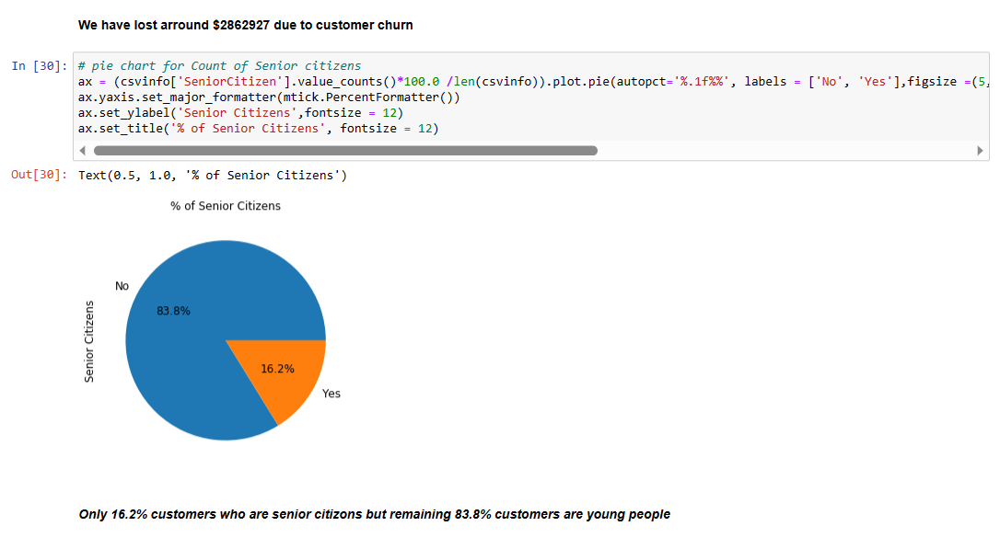 We have lost arround $2862927 due to customer churn
In [30]: # pie chart for Count of Senior citizens
ax = (csvinfo['SeniorCitizen'].value_counts()*100.0 /len(csvinfo)).plot.pie(autopct='%.1f%%', labels = ['No', 'Yes'],figsize =(5,
ax.yaxis.set_major_formatter(mtick.PercentFormatter())
ax.set_ylabel('Senior Citizens',fontsize = 12)
ax.set_title('% of Senior Citizens', fontsize = 12)
Out[30]: Text(0.5, 1.0, '% of Senior Citizens')
% of Senior Citizens
No
83.8%
Senior Citizens
16.2%
Yes
Only 16.2% customers who are senior citizons but remaining 83.8% customers are young people